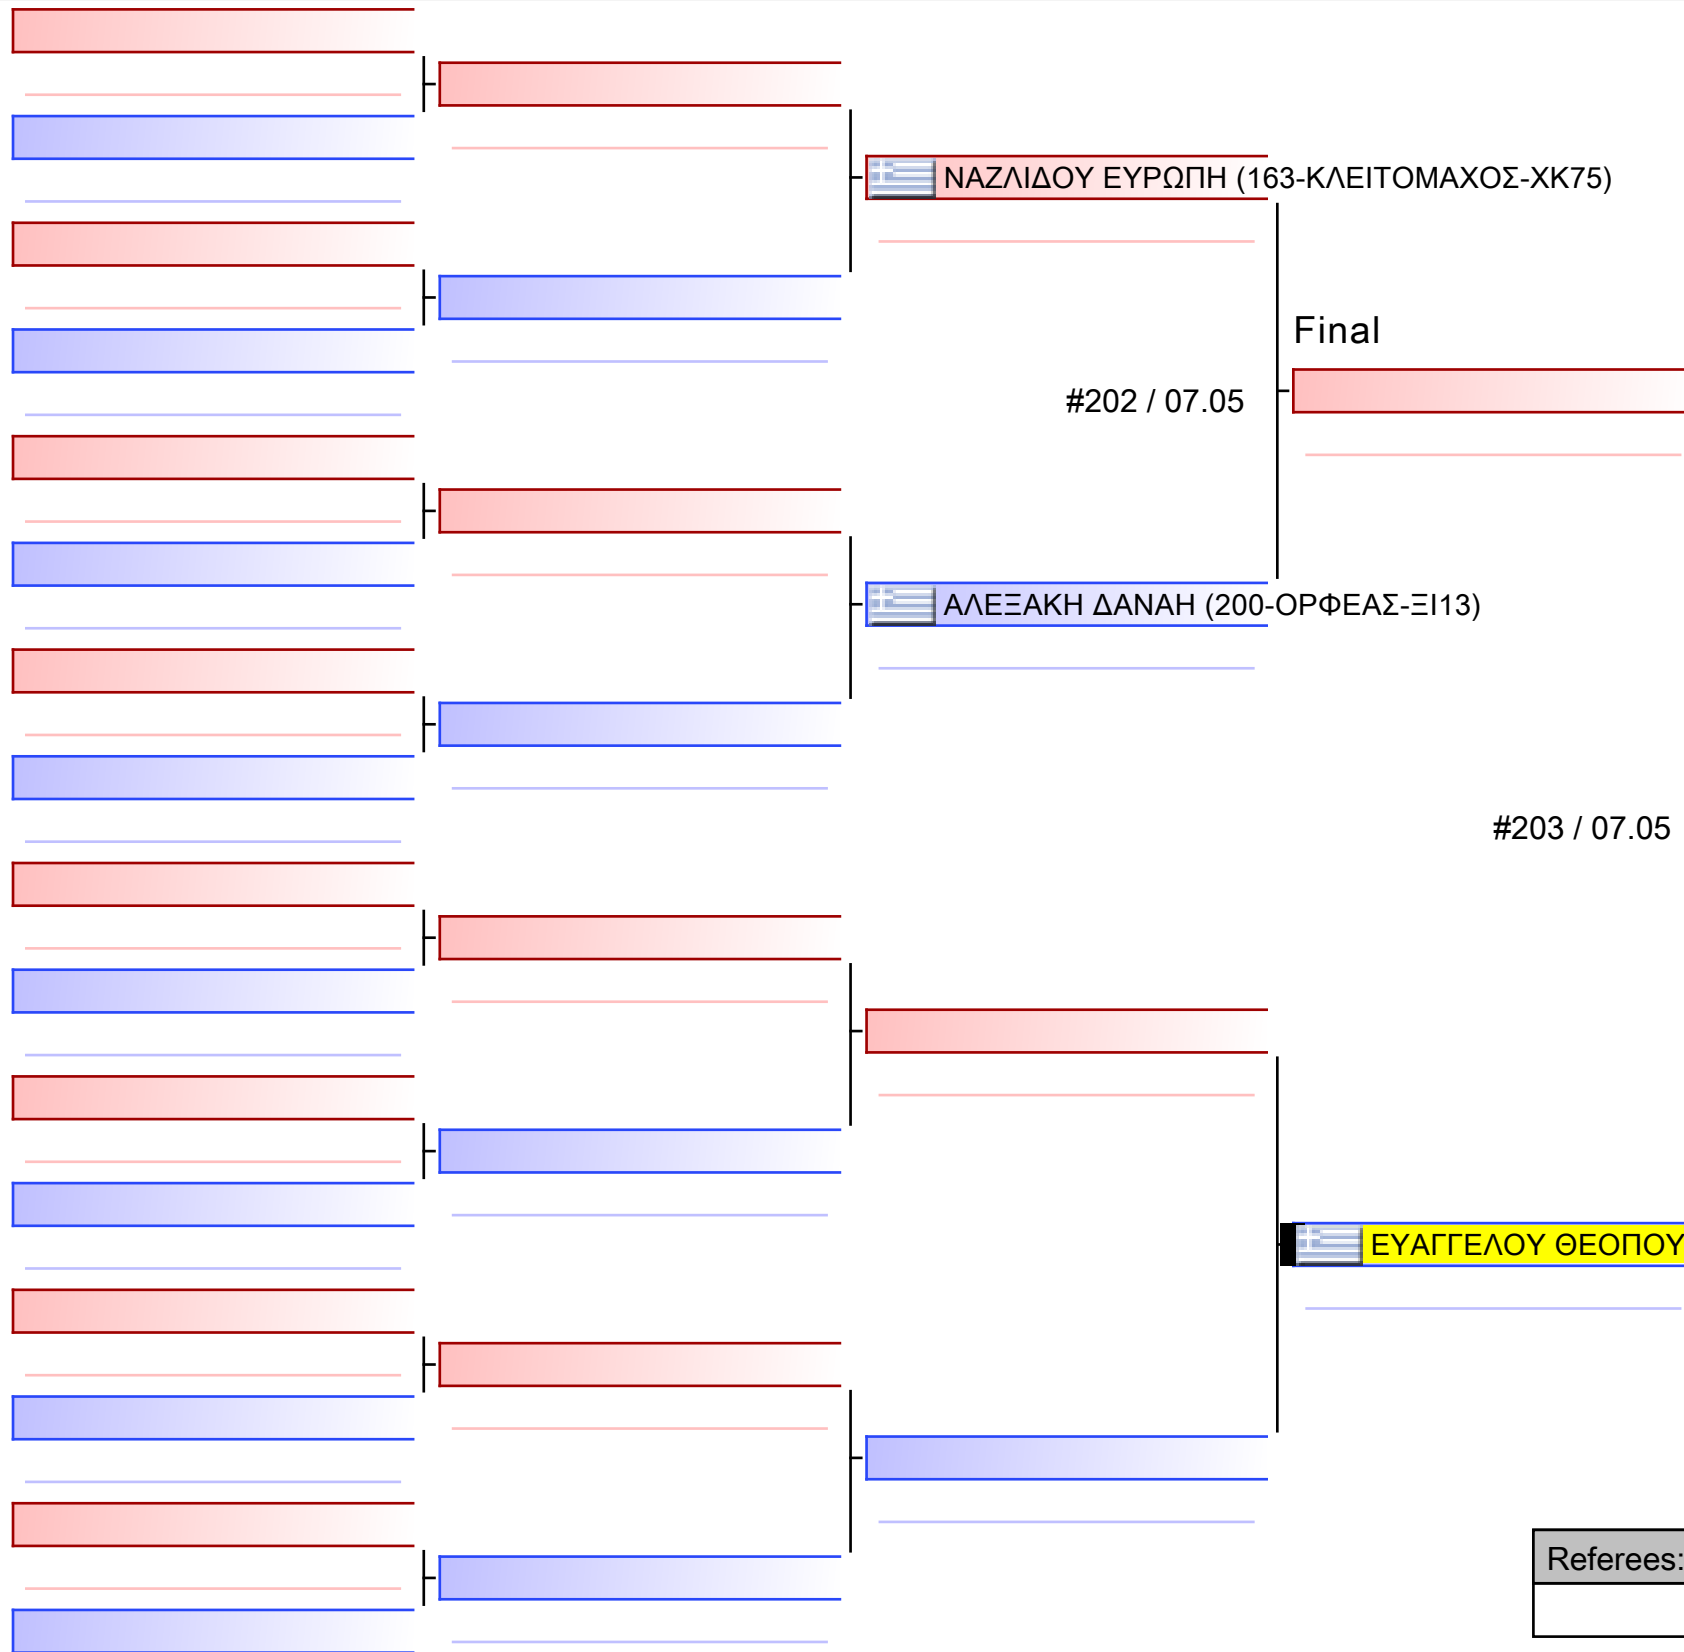 ΝΑΖΛΙΔΟΥ ΕΥΡΩΠΗ (163-ΚΛΕΙΤΟΜΑΧΟΣ-ΧΚ75)
Final
#202 / 07.05
ΑΛΕΞΑΚΗ ΔΑΝΑΗ (200-ΟΡΦΕΑΣ-ΞΙ13)
#203 / 07.05
ΕΥΑΓΓΕΛΟΥ ΘΕΟΠΟΥ
Referees: